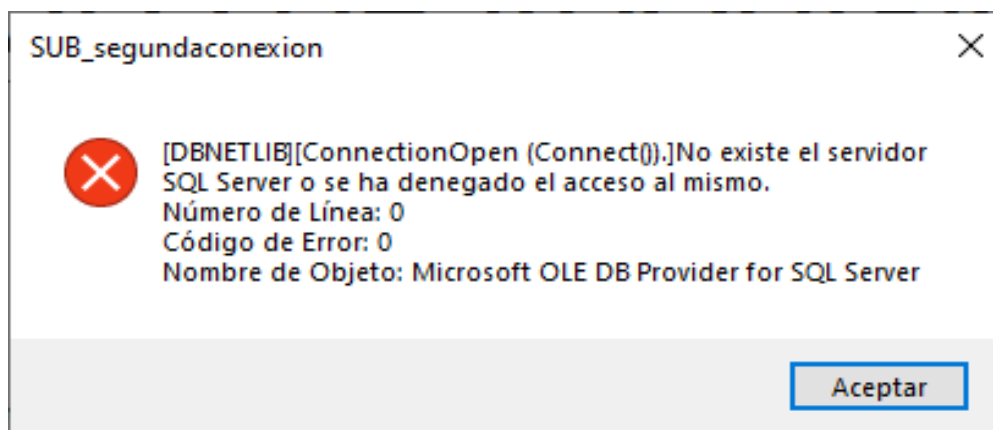 SUB_segundaconexion
[DBNETLIB][ConnectionOpen (Connect()).]No existe el servidor
SQL Server o se ha denegado el acceso al mismo.
Número de Línea: 0
Código de Error: 0
Nombre de Objeto: Microsoft OLE DB Provider for SQL Server
Aceptar